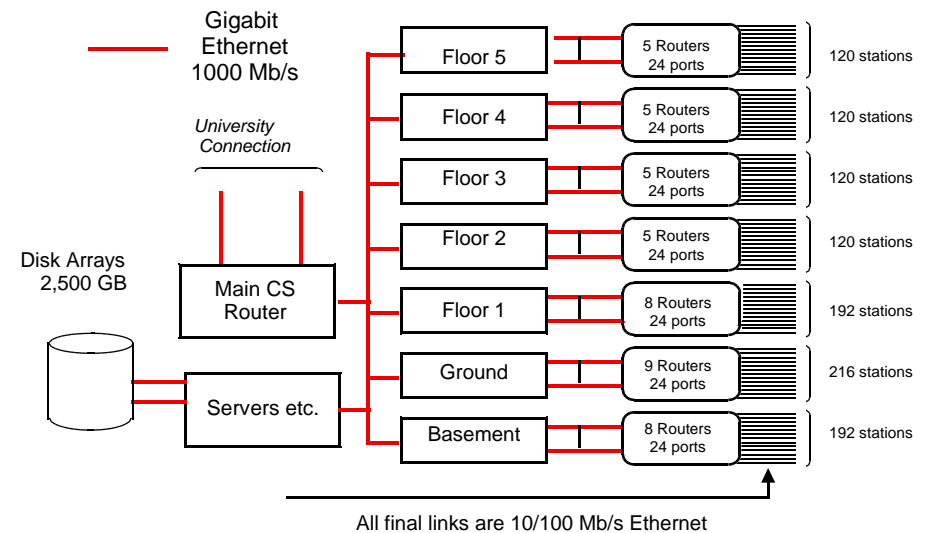 Gigabit
Ethernet
1000 Mb/s
University
Connection
Disk Arrays
2,500 GB
Main CS
Router
Servers etc.
Floor 5
5 Routers
24 ports
120 stations
Floor 4
5 Routers
24 ports
120 stations
Floor 3
5 Routers
24 ports
120 stations
Floor 2
5 Routers
24 ports
120 stations
Floor 1
8 Routers
24 ports
192 stations
Ground
9 Routers
24 ports
216 stations
Basement
8 Routers
24 ports
192 stations
All final links are 10/100 Mb/s Ethernet